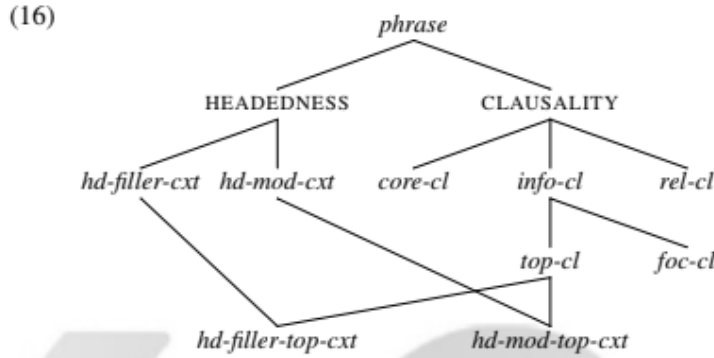 (16)
phrase
HEADEDNESS CLAUSALITY
hd-filler-cxt hd-mod-cxt core-cl info-cl rel-cl
top-cl foc-cl
hd-filler-top-cxt hd-mod-top-cxt